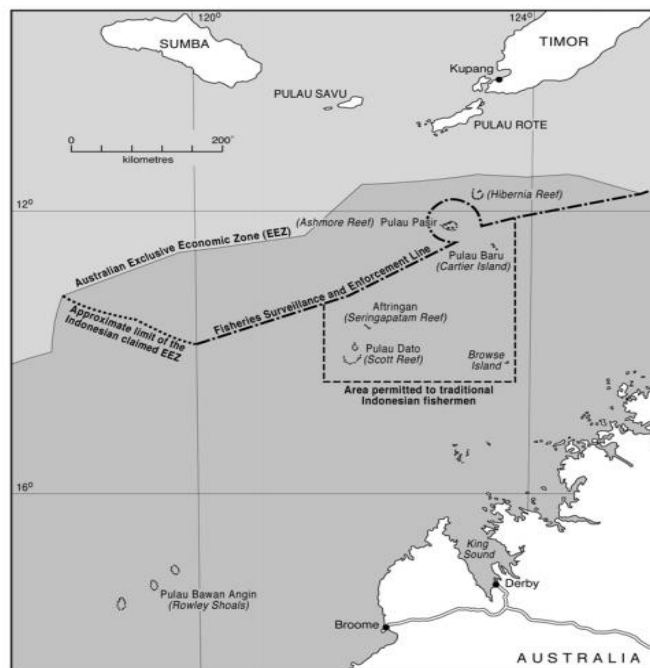 120°
124°
SUMBA
TIMOR
Kupang
PULAU SAVU
PULAU ROTE
0 200
kilometres
12°
(Hibernia Reef)
(Ashmore Reef) Pulau Pasir
Australian Exclusive Economic Zone (EEZ)
Pulau Baru
(Cartier Island)
Fisheries Surveillance and Enforcement Line
Approximate limit of the
Indonesian claimed EEZ
Aftringan
(Seringapatam Reef)
Pulau Dato
(Scott Reef)
Browse
Island
Area permitted to traditional
Indonesian fishermen
16°
King
Sound
Derby
Pulau Bawan Angin
(Rowley Shoals)
Broome
AUSTRALIA